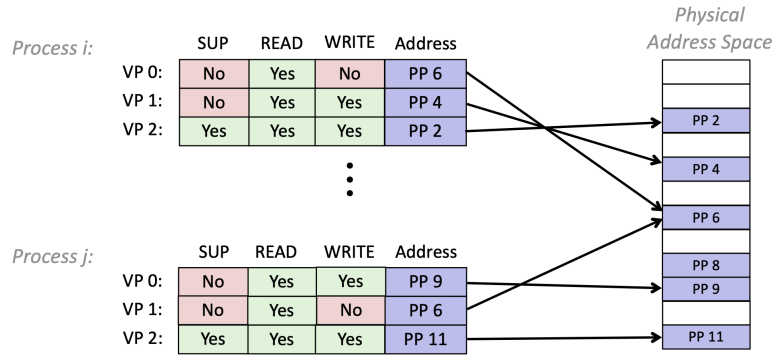 Physical
Address Space
Process i:
SUP READ WRITE Address
VP 0: No Yes No PP 6
VP 1: No Yes Yes PP 4
VP 2: Yes Yes Yes PP 2
PP 2
PP 4
PP 6
PP 8
PP 9
PP 11
Process j:
SUP READ WRITE Address
VP 0: No Yes Yes PP 9
VP 1: No Yes No PP 6
VP 2: Yes Yes Yes PP 11